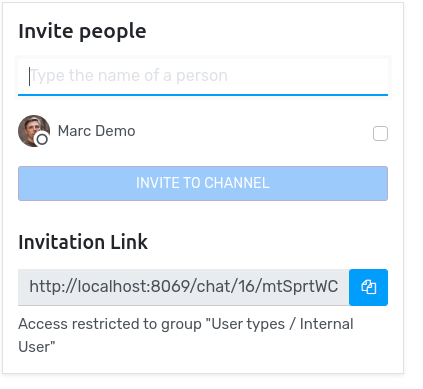 Invite people
Type the name of a person
Marc Demo
INVITE TO CHANNEL
Invitation Link
http://localhost:8069/chat/16/mtSprtWC
Access restricted to group "User types / Internal
User"